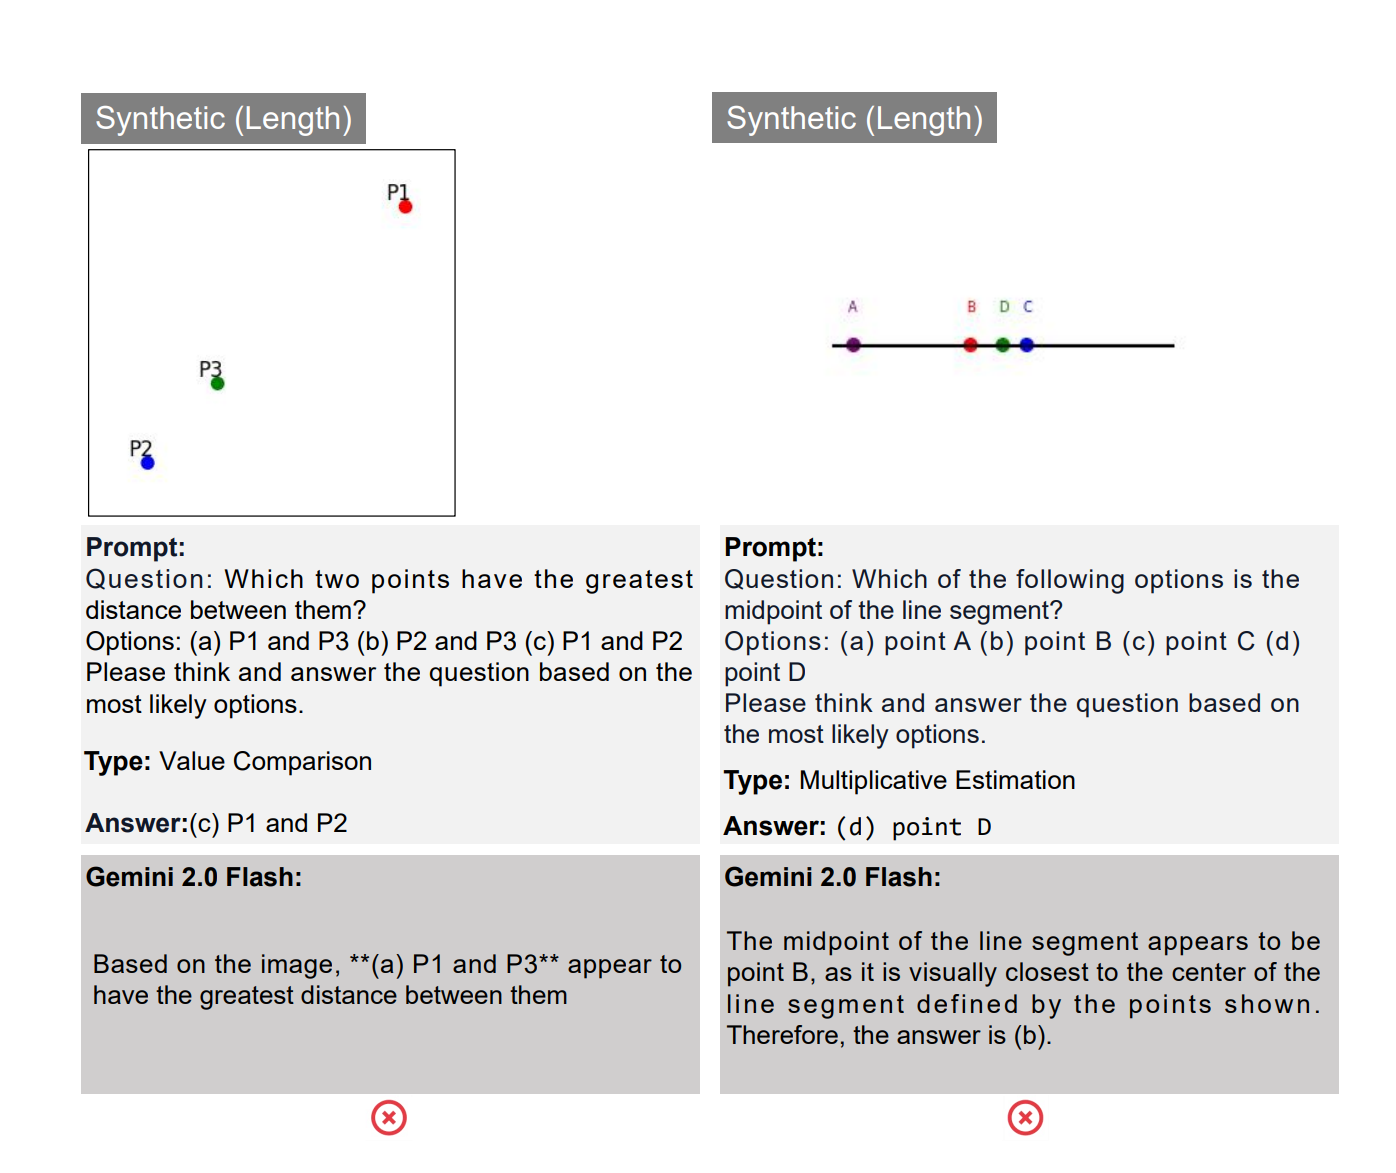 Synthetic (Length)
P1
P3
P2
Prompt:
Question: Which two points have the greatest
distance between them?
Options: (a) P1 and P3 (b) P2 and P3 (c) P1 and P2
Please think and answer the question based on the
most likely options.
Type: Value Comparison
Answer:(c) P1 and P2
Gemini 2.0 Flash:
Based on the image, **(a) P1 and P3** appear to
have the greatest distance between them
Synthetic (Length)
A B D C
Prompt:
Question: Which of the following options is the
midpoint of the line segment?
Options: (a) point A (b) point B (c) point C (d)
point D
Please think and answer the question based on
the most likely options.
Type: Multiplicative Estimation
Answer: (d) point D
Gemini 2.0 Flash:
The midpoint of the line segment appears to be
point B, as it is visually closest to the center of the
line segment defined by the points shown.
Therefore, the answer is (b).